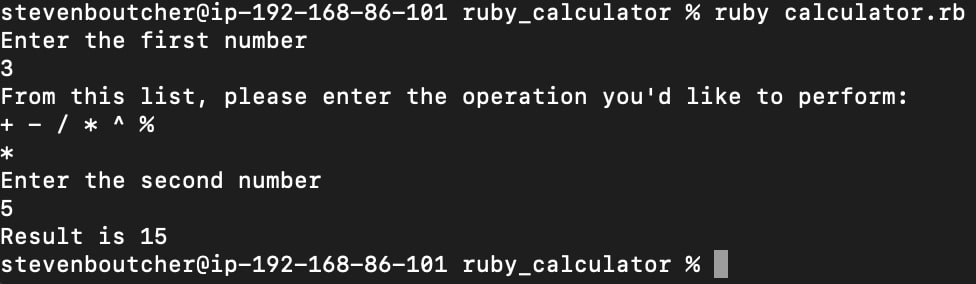 stevenboutcher@ip-192-168-86-101 ruby_calculator % ruby calculator.rb
Enter the first number
3
From this list, please enter the operation you'd like to perform:
+ - / * ^ %
*
Enter the second number
5
Result is 15
stevenboutcher@ip-192-168-86-101 ruby_calculator %